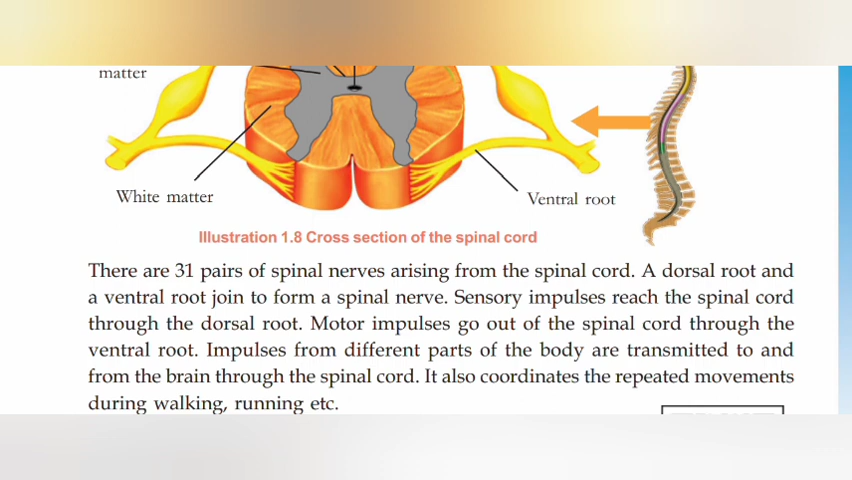 matter
White matter
Ventral root
Illustration 1.8 Cross section of the spinal cord
There are 31 pairs of spinal nerves arising from the spinal cord. A dorsal root and
a ventral root join to form a spinal nerve. Sensory impulses reach the spinal cord
through the dorsal root. Motor impulses go out of the spinal cord through the
ventral root. Impulses from different parts of the body are transmitted to and
from the brain through the spinal cord. It also coordinates the repeated movements
during walking, running etc.